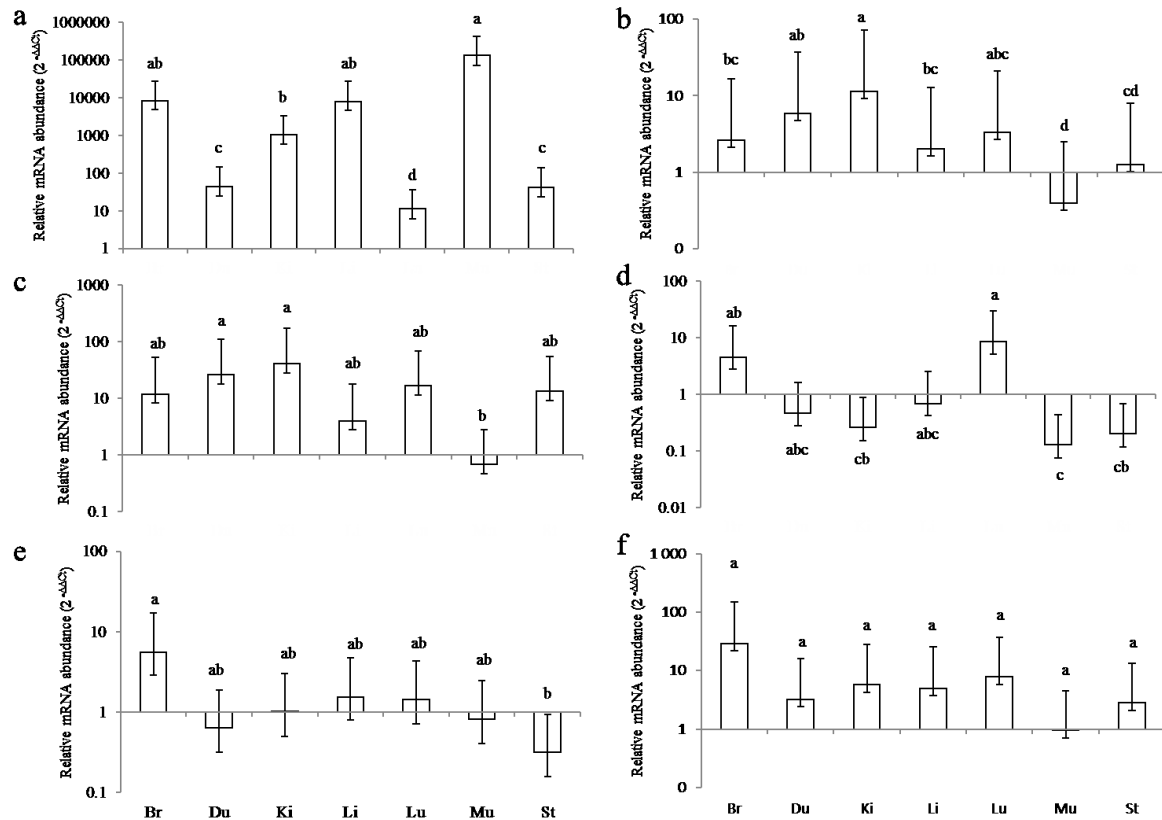 a
Relative mRNA abundance (2 -ΔΔCt)
1000000
100000
10000
1000
100
10
1
ab
c
b
ab
d
a
c
b
Relative mRNA abundance (2 -ΔΔCt)
100
10
1
0
bc
ab
a
bc
abc
d
cd
c
Relative mRNA abundance (2 -ΔΔCt)
1000
100
10
1
0.1
ab
a
a
ab
ab
b
ab
d
Relative mRNA abundance (2 -ΔΔCt)
100
10
1
0.1
0.01
ab
abc
cb
abc
a
c
cb
e
Relative mRNA abundance (2 -ΔΔCt)
100
10
1
0.1
a
ab
ab
ab
ab
ab
b
Br Du Ki Li Lu Mu St
f
Relative mRNA abundance (2 -ΔΔCt)
1 000
100
10
1
0
a
a
a
a
a
a
a
Br Du Ki Li Lu Mu St